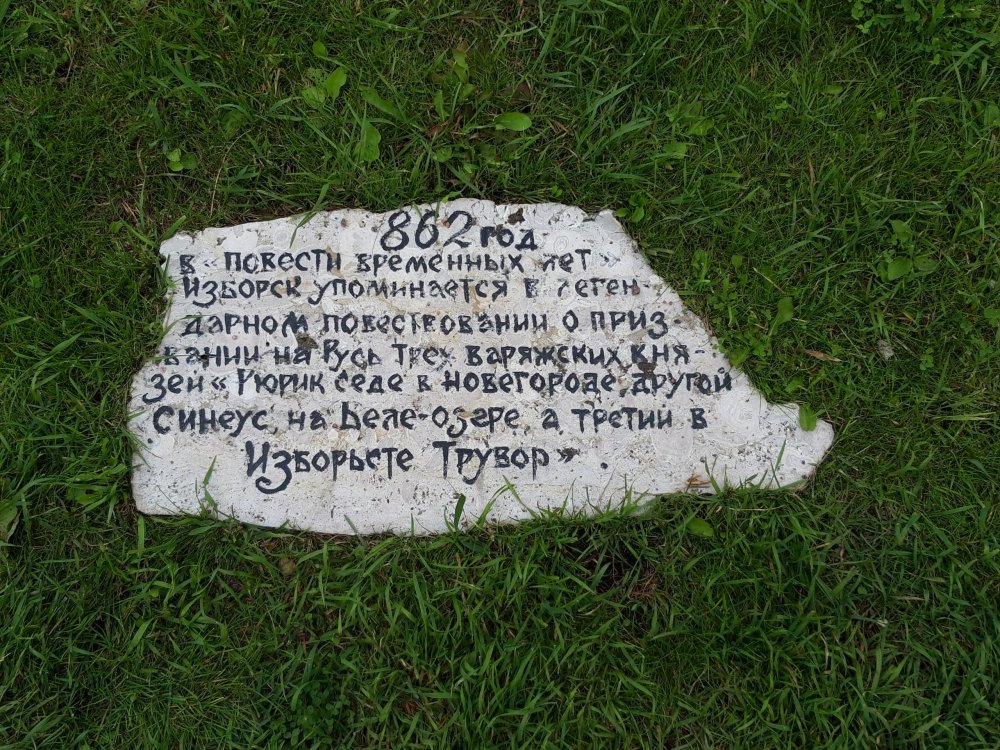 862 год
в «повести временных лет»
Изборск упоминается в леген-
дарном повествовании о приз-
вании на Русь трех варяжских кня-
зей «Рюрик седе в новегороде, другой
Синеус, на Беле-озере, а третий в
Изборьсте Трувор».